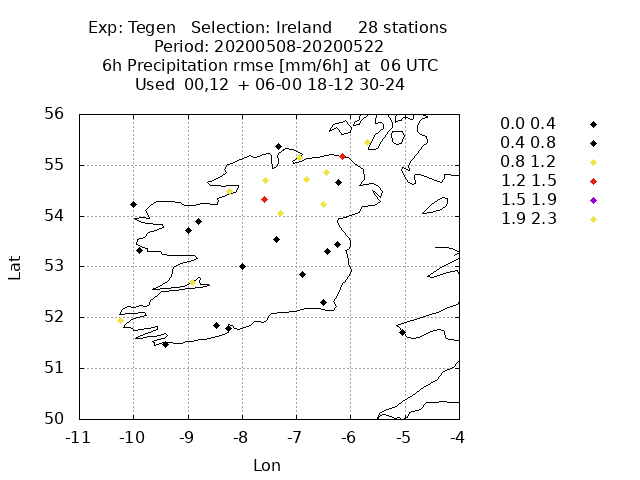 Exp: Tegen   Selection: Ireland     28 stations
Period: 20200508-20200522
6h Precipitation rmse [mm/6h] at  06 UTC
Used  00,12  + 06-00 18-12 30-24
56
55
54
53
52
51
50
Lat
-11 -10 -9 -8 -7 -6 -5 -4
Lon
0.0 0.4
0.4 0.8
0.8 1.2
1.2 1.5
1.5 1.9
1.9 2.3